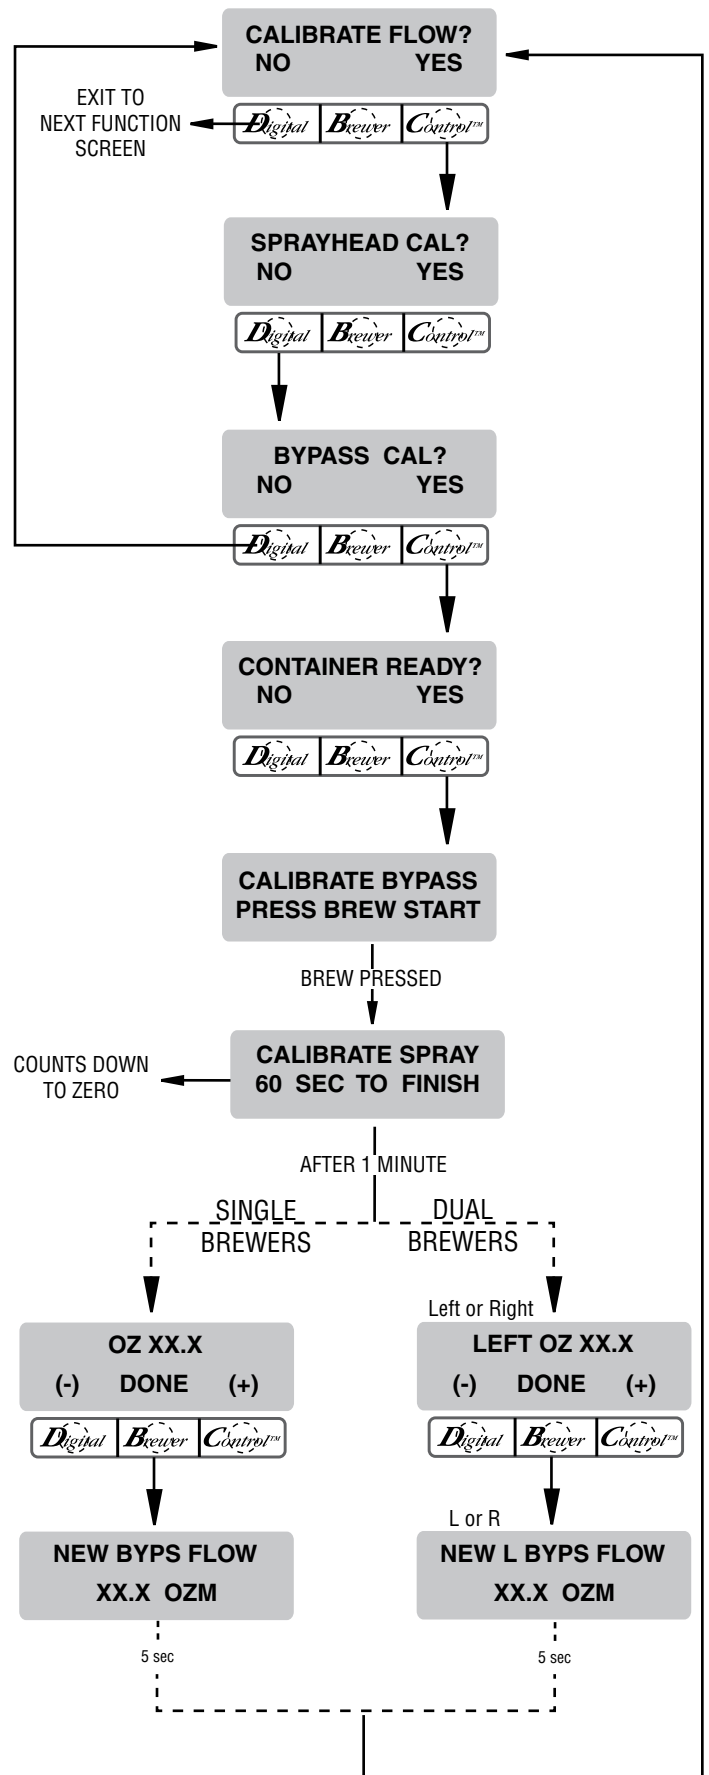 CALIBRATE FLOW?
NO YES
EXIT TO
NEXT FUNCTION
SCREEN
Digital Brewer Control™
SPRAYHEAD CAL?
NO YES
Digital Brewer Control™
BYPASS CAL?
NO YES
Digital Brewer Control™
CONTAINER READY?
NO YES
Digital Brewer Control™
CALIBRATE BYPASS
PRESS BREW START
BREW PRESSED
CALIBRATE SPRAY
60 SEC TO FINISH
COUNTS DOWN
TO ZERO
AFTER 1 MINUTE
SINGLE
BREWERS
DUAL
BREWERS
OZ XX.X
(-) DONE (+)
Digital Brewer Control™
NEW BYPS FLOW
XX.X OZM
5 sec
Left or Right
LEFT OZ XX.X
(-) DONE (+)
Digital Brewer Control™
L or R
NEW L BYPS FLOW
XX.X OZM
5 sec